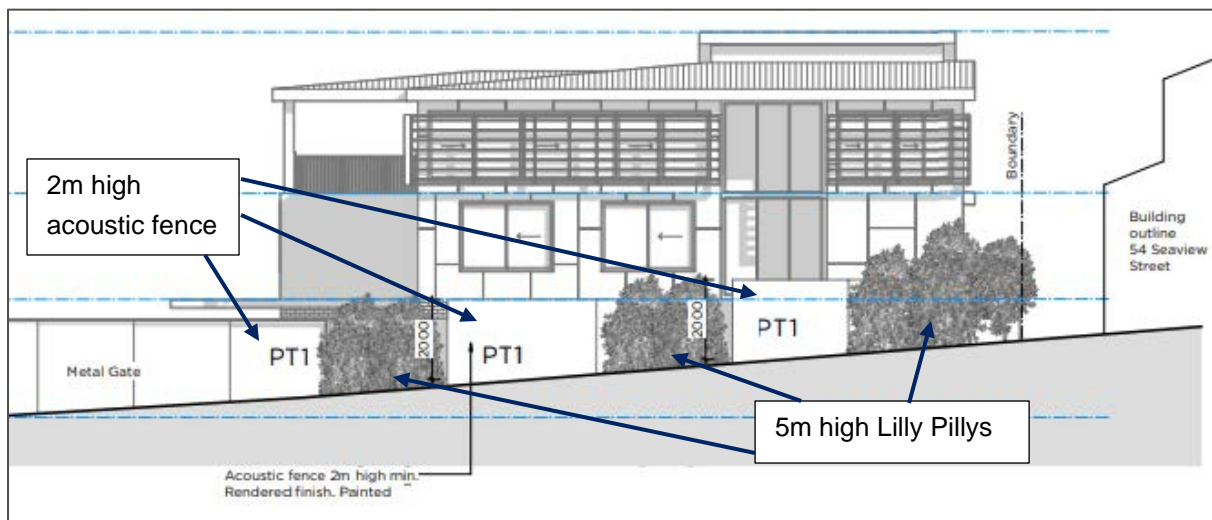 2m high
acoustic fence
Boundary
Building
outline
54 Seaview
Street
2000
2000
PT1
PT1
PT1
Metal Gate
5m high Lilly Pillys
Acoustic fence 2m high min.
Rendered finish. Painted